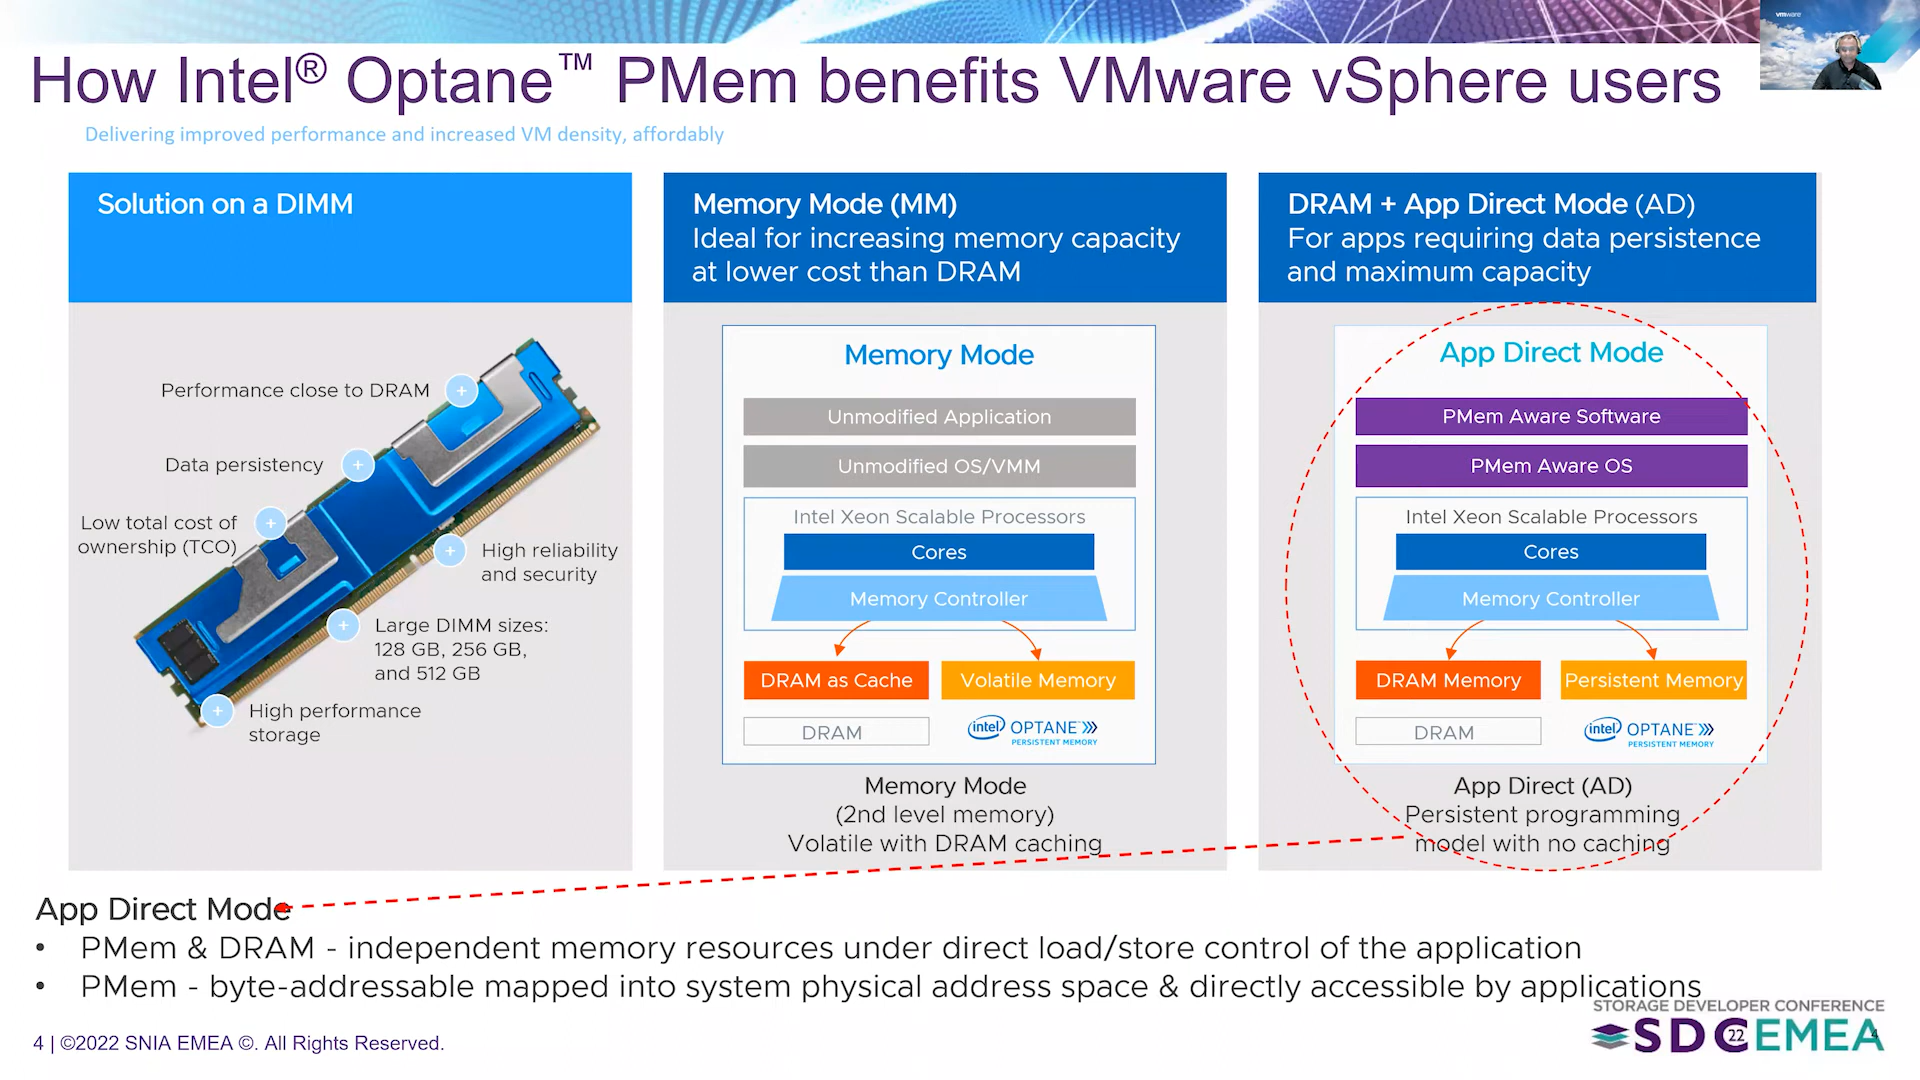 vmware
How Intel® Optane™ PMem benefits VMware vSphere users
Delivering improved performance and increased VM density, affordably
Solution on a DIMM
Performance close to DRAM
Data persistency
Low total cost of
ownership (TCO)
High reliability
and security
Large DIMM sizes:
128 GB, 256 GB,
and 512 GB
High performance
storage
Memory Mode (MM)
Ideal for increasing memory capacity
at lower cost than DRAM
Memory Mode
Unmodified Application
Unmodified OS/VMM
Intel Xeon Scalable Processors
Cores
Memory Controller
DRAM as Cache
Volatile Memory
DRAM
intel OPTANE
PERSISTENT MEMORY
Memory Mode
(2nd level memory)
Volatile with DRAM caching
DRAM + App Direct Mode (AD)
For apps requiring data persistence
and maximum capacity
App Direct Mode
PMem Aware Software
PMem Aware OS
Intel Xeon Scalable Processors
Cores
Memory Controller
DRAM Memory
Persistent Memory
DRAM
intel OPTANE
PERSISTENT MEMORY
App Direct (AD)
Persistent programming
model with no caching
App Direct Mode
• PMem & DRAM - independent memory resources under direct load/store control of the application
• PMem - byte-addressable mapped into system physical address space & directly accessible by applications
STORAGE DEVELOPER CONFERENCE
SDC 22 EMEA
4
4 | ©2022 SNIA EMEA ©. All Rights Reserved.